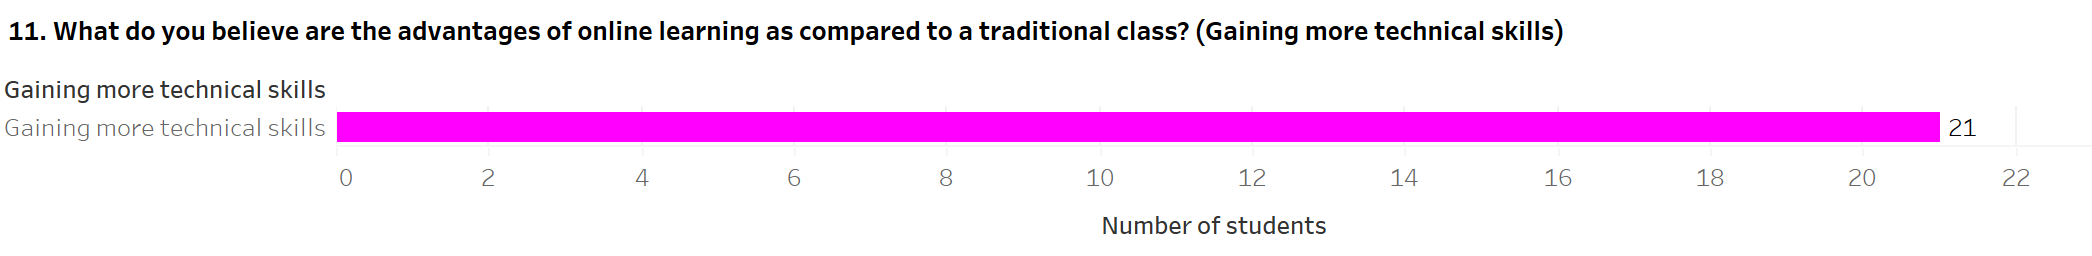 11. What do you believe are the advantages of online learning as compared to a traditional class? (Gaining more technical skills)
Gaining more technical skills
Gaining more technical skills 21
0 2 4 6 8 10 12 14 16 18 20 22
Number of students